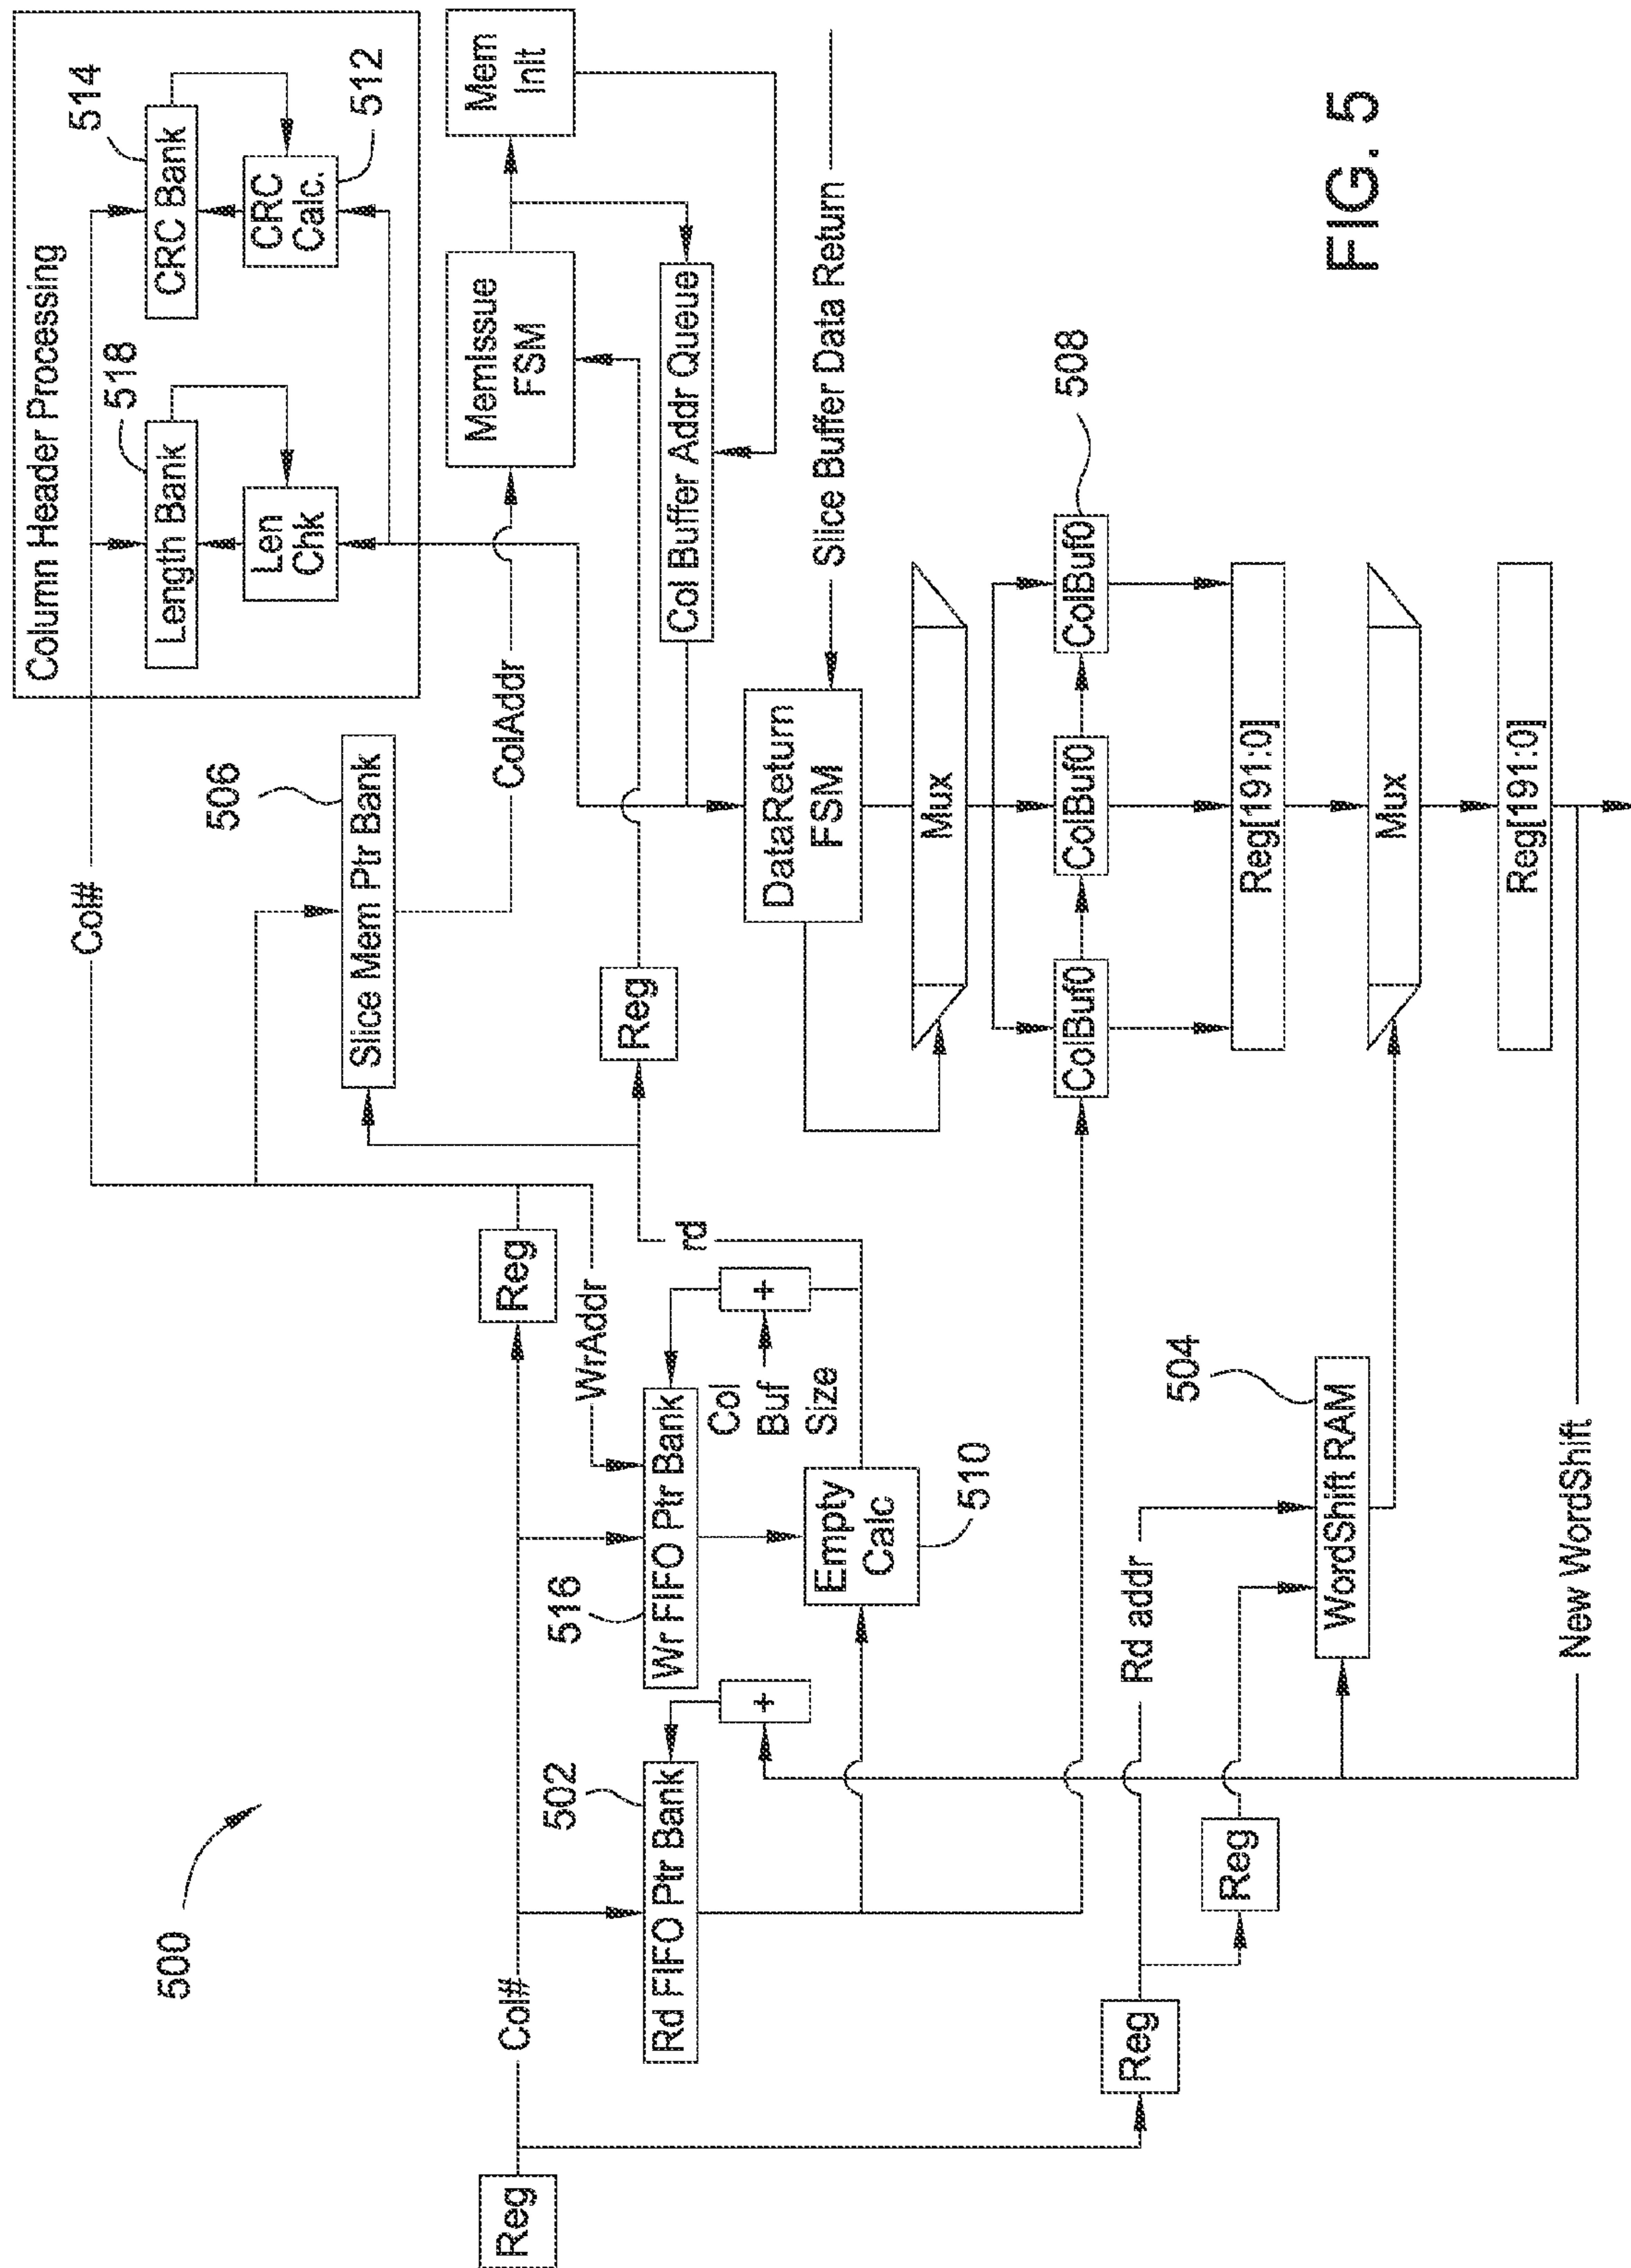 500
Reg
Col#
Rd FIFO Ptr Bank
502
+
516
Wr FIFO Ptr Bank
WrAddr
Reg
Col
Buf
Size
+
Empty
Calc
510
rd
Col#
506
Slice Mem Ptr Bank
ColAddr
Reg
Column Header Processing
518
Length Bank
Len
Chk
514
CRC Bank
CRC
Calc.
512
MemIssue
FSM
Mem
Init
Col Buffer Addr Queue
Slice Buffer Data Return
DataReturn
FSM
Mux
ColBuf0
ColBuf0
ColBuf0
508
Reg[191:0]
Mux
Reg[191:0]
Reg
Reg
Rd addr
504
WordShift RAM
New WordShift
FIG. 5